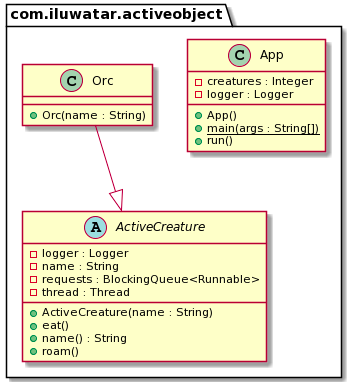 com.iluwatar.activeobject
C App
creatures : Integer
logger : Logger
App()
main(args : String[])
run()
C Orc
Orc(name : String)
A ActiveCreature
logger : Logger
name : String
requests : BlockingQueue<Runnable>
thread : Thread
ActiveCreature(name : String)
eat()
name() : String
roam()